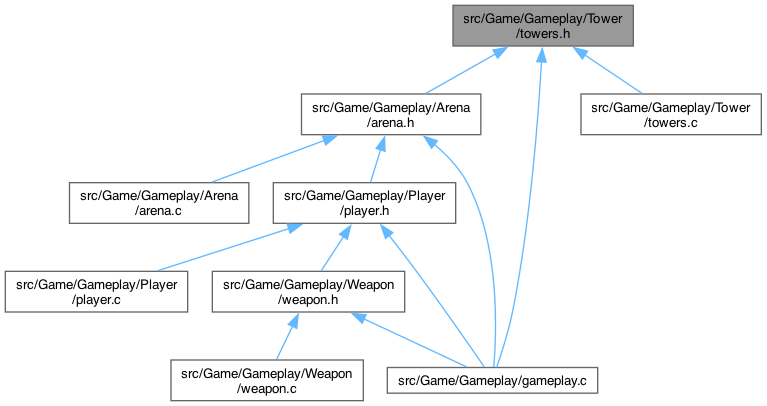 src/Game/Gameplay/Tower
/towers.h
src/Game/Gameplay/Arena
/arena.h
src/Game/Gameplay/Tower
/towers.c
src/Game/Gameplay/Arena
/arena.c
src/Game/Gameplay/Player
/player.h
src/Game/Gameplay/Player
/player.c
src/Game/Gameplay/Weapon
/weapon.h
src/Game/Gameplay/Weapon
/weapon.c
src/Game/Gameplay/gameplay.c